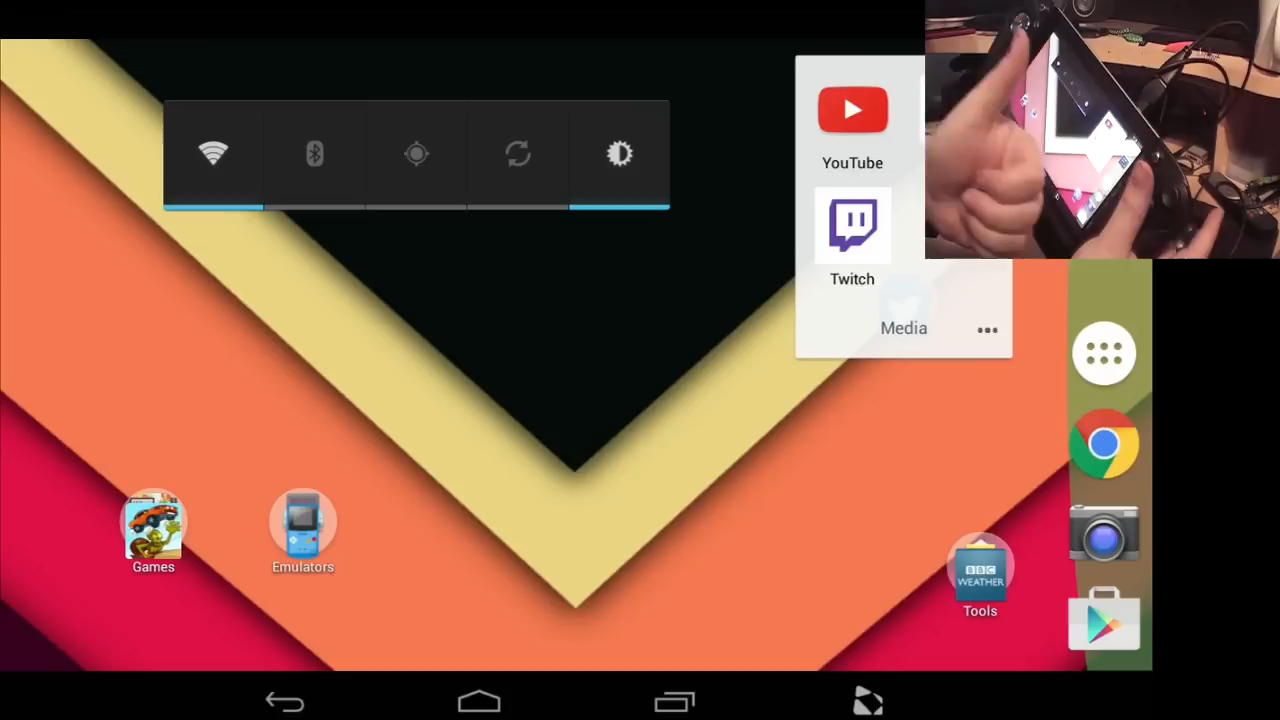 YouTube
Twitch
Media
Games
Emulators
BBC
WEATHER
Tools